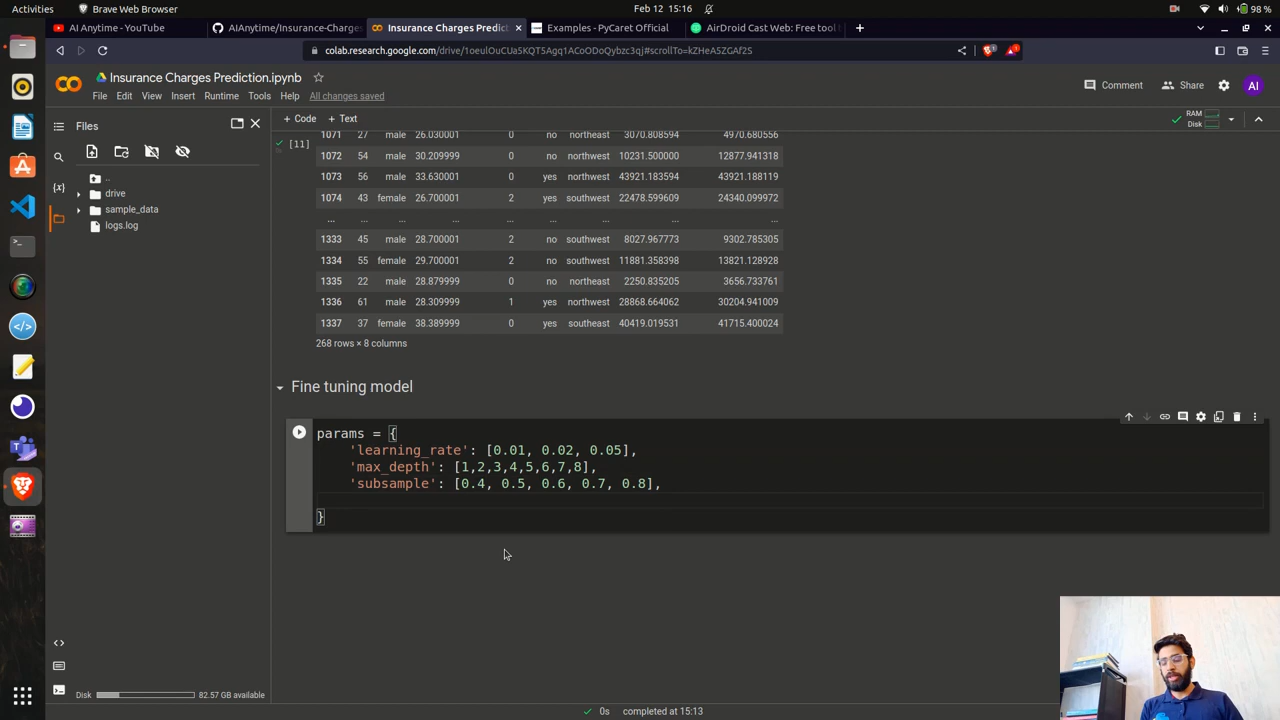 Activities
Brave Web Browser
Feb 12 15:16
98 %
AI Anytime - YouTube
AIAnytime/Insurance-Charges
Insurance Charges Predicti
Examples - PyCaret Official
AirDroid Cast Web: Free tool
colab.research.google.com/drive/1oeulOuCUa5KQTSAgq1ACoODoQybzc3qj#scrollTo=kZHeA5ZGAf2S
Insurance Charges Prediction.ipynb
File Edit View Insert Runtime Tools Help All changes saved
Comment Share AI
Files
+ Code + Text
RAM
Disk
..
drive
sample_data
logs.log
[11]
1071 27 male 26.030001 0 no northeast 3070.808594 4970.680556
1072 54 male 30.209999 0 no northwest 10231.500000 12877.941318
1073 56 male 33.630001 0 yes northwest 43921.183594 43921.188119
1074 43 female 26.700001 2 yes southwest 22478.599609 24340.099972
... ... ... ... ... ... ... ... ...
1333 45 male 28.700001 2 no southwest 8027.967773 9302.785305
1334 55 female 29.700001 2 no southwest 11881.358398 13821.128928
1335 22 male 28.879999 0 no northeast 2250.835205 3656.733761
1336 61 male 28.309999 1 yes northwest 28868.664062 30204.941009
1337 37 female 38.389999 0 yes southeast 40419.019531 41715.400024
268 rows × 8 columns
Fine tuning model
params = {
'learning_rate': [0.01, 0.02, 0.05],
'max_depth': [1,2,3,4,5,6,7,8],
'subsample': [0.4, 0.5, 0.6, 0.7, 0.8],
}
Disk 82.57 GB available
0s completed at 15:13